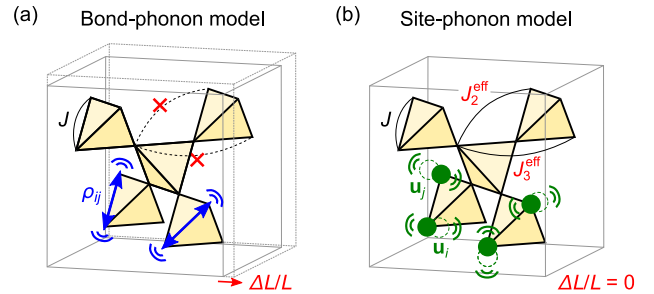 (a) Bond-phonon model
J
ρij
ΔL/L
(b) Site-phonon model
J
J2eff
J3eff
uj
ui
ΔL/L = 0